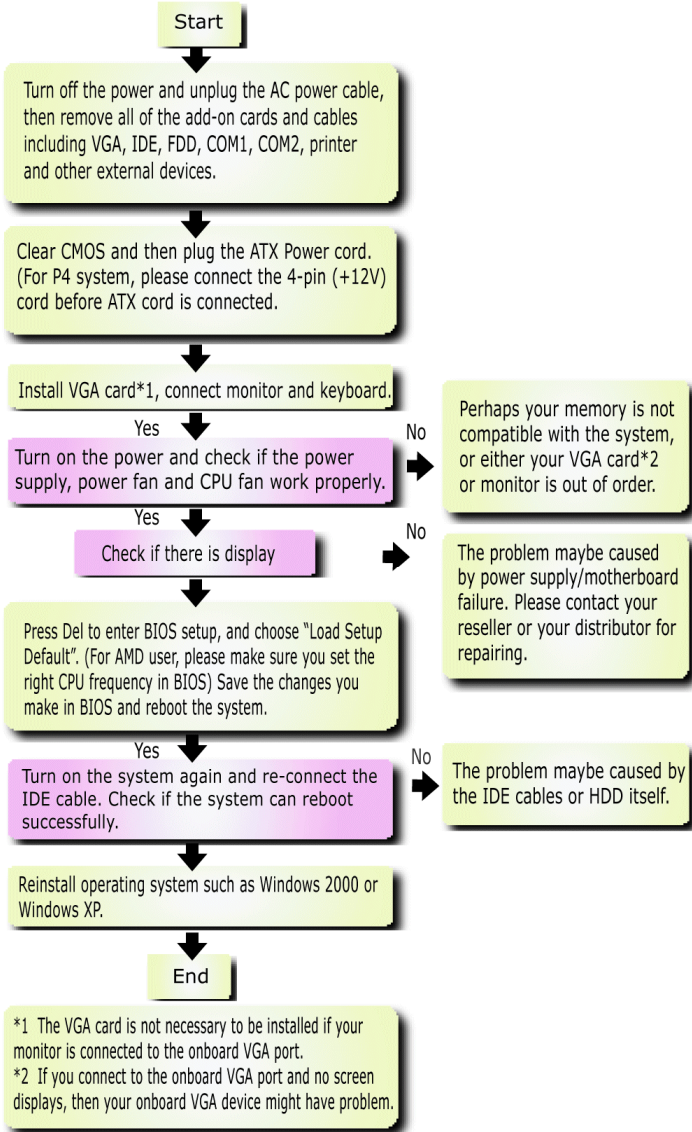 Start
Turn off the power and unplug the AC power cable,
then remove all of the add-on cards and cables
including VGA, IDE, FDD, COM1, COM2, printer
and other external devices.
Clear CMOS and then plug the ATX Power cord.
(For P4 system, please connect the 4-pin (+12V)
cord before ATX cord is connected.
Install VGA card*1, connect monitor and keyboard.
Yes
Turn on the power and check if the power
supply, power fan and CPU fan work properly.
No
Perhaps your memory is not
compatible with the system,
or either your VGA card*2
or monitor is out of order.
Yes
Check if there is display
No
The problem maybe caused
by power supply/motherboard
failure. Please contact your
reseller or your distributor for
repairing.
Press Del to enter BIOS setup, and choose “Load Setup
Default”. (For AMD user, please make sure you set the
right CPU frequency in BIOS) Save the changes you
make in BIOS and reboot the system.
Yes
Turn on the system again and re-connect the
IDE cable. Check if the system can reboot
successfully.
No
The problem maybe caused by
the IDE cables or HDD itself.
Reinstall operating system such as Windows 2000 or
Windows XP.
End
*1 The VGA card is not necessary to be installed if your
monitor is connected to the onboard VGA port.
*2 If you connect to the onboard VGA port and no screen
displays, then your onboard VGA device might have problem.